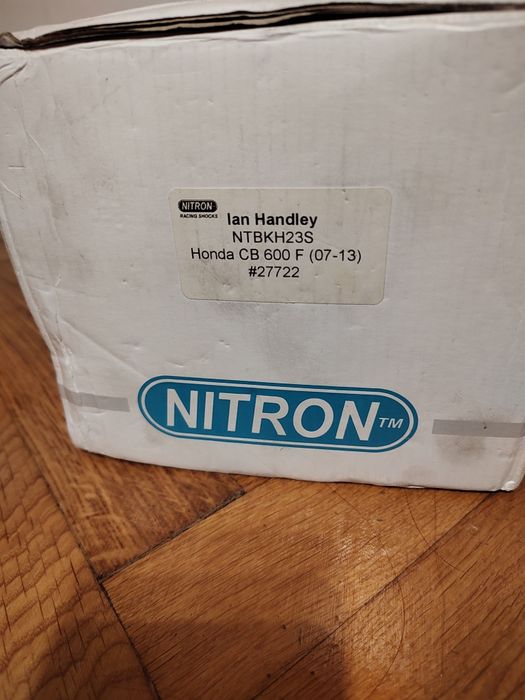 NITRON
RACING SHOCKS
Ian Handley
NTBKH23S
Honda CB 600 F (07-13)
#27722
NITRON™